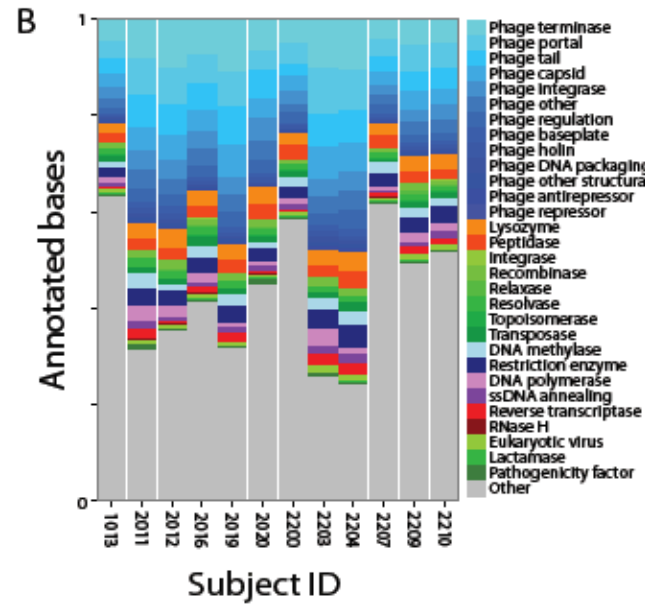 B
1
0
Annotated bases
1013
2011
2012
2016
2019
2020
2200
2203
2204
2207
2209
2210
Subject ID
Phage terminase
Phage portal
Phage tail
Phage capsid
Phage integrase
Phage other
Phage regulation
Phage baseplate
Phage holin
Phage DNA packaging
Phage other structura
Phage antirepressor
Phage repressor
Lysozyme
Peptidase
Integrase
Recombinase
Relaxase
Resolvase
Topoisomerase
Transposase
DNA methylase
Restriction enzyme
DNA polymerase
ssDNA annealing
Reverse transcriptase
RNase H
Eukaryotic virus
Lactamase
Pathogenicity factor
Other